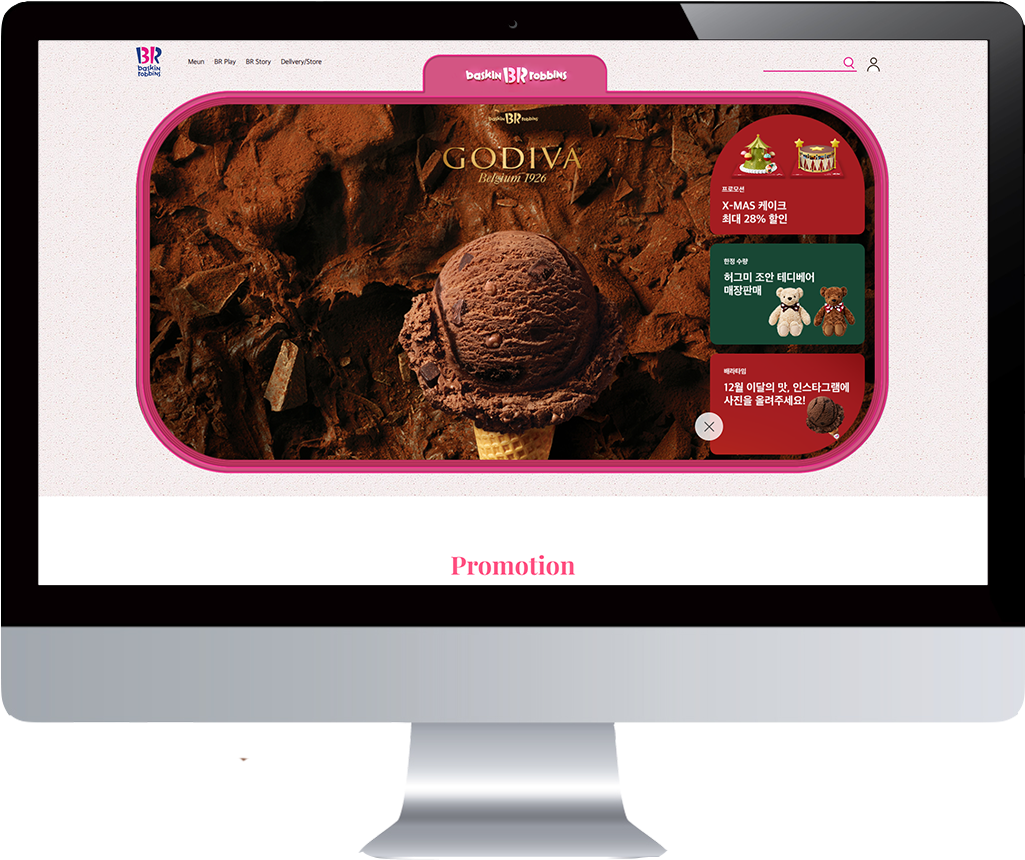 BR
baskin
robbins
Meun BR Play BR Story Dellvery/Store
baskin BR robbins
baskin BR robbins
GODIVA
Belgium 1926
프로모션
X-MAS 케이크
최대 28% 할인
한정 수량
허그미 조안 테디베어
매장판매
배라타임
12월 이달의 맛, 인스타그램에
사진을 올려주세요!
Promotion